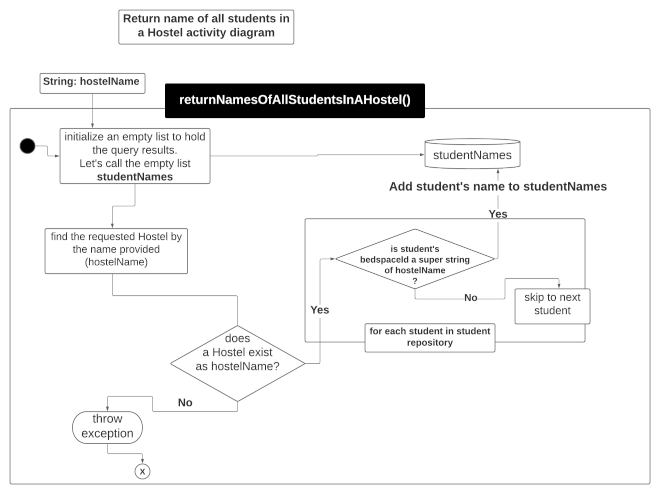 Return name of all students in
a Hostel activity diagram
String: hostelName
returnNamesOfAllStudentsInAHostel()
initialize an empty list to hold
the query results.
Let's call the empty list
studentNames
studentNames
Add student's name to studentNames
Yes
find the requested Hostel by
the name provided
(hostelName)
is student's
bedspaceId a super string
of hostelName
?
No
skip to next
student
Yes
for each student in student
repository
does
a Hostel exist
as hostelName?
No
throw
exception
X